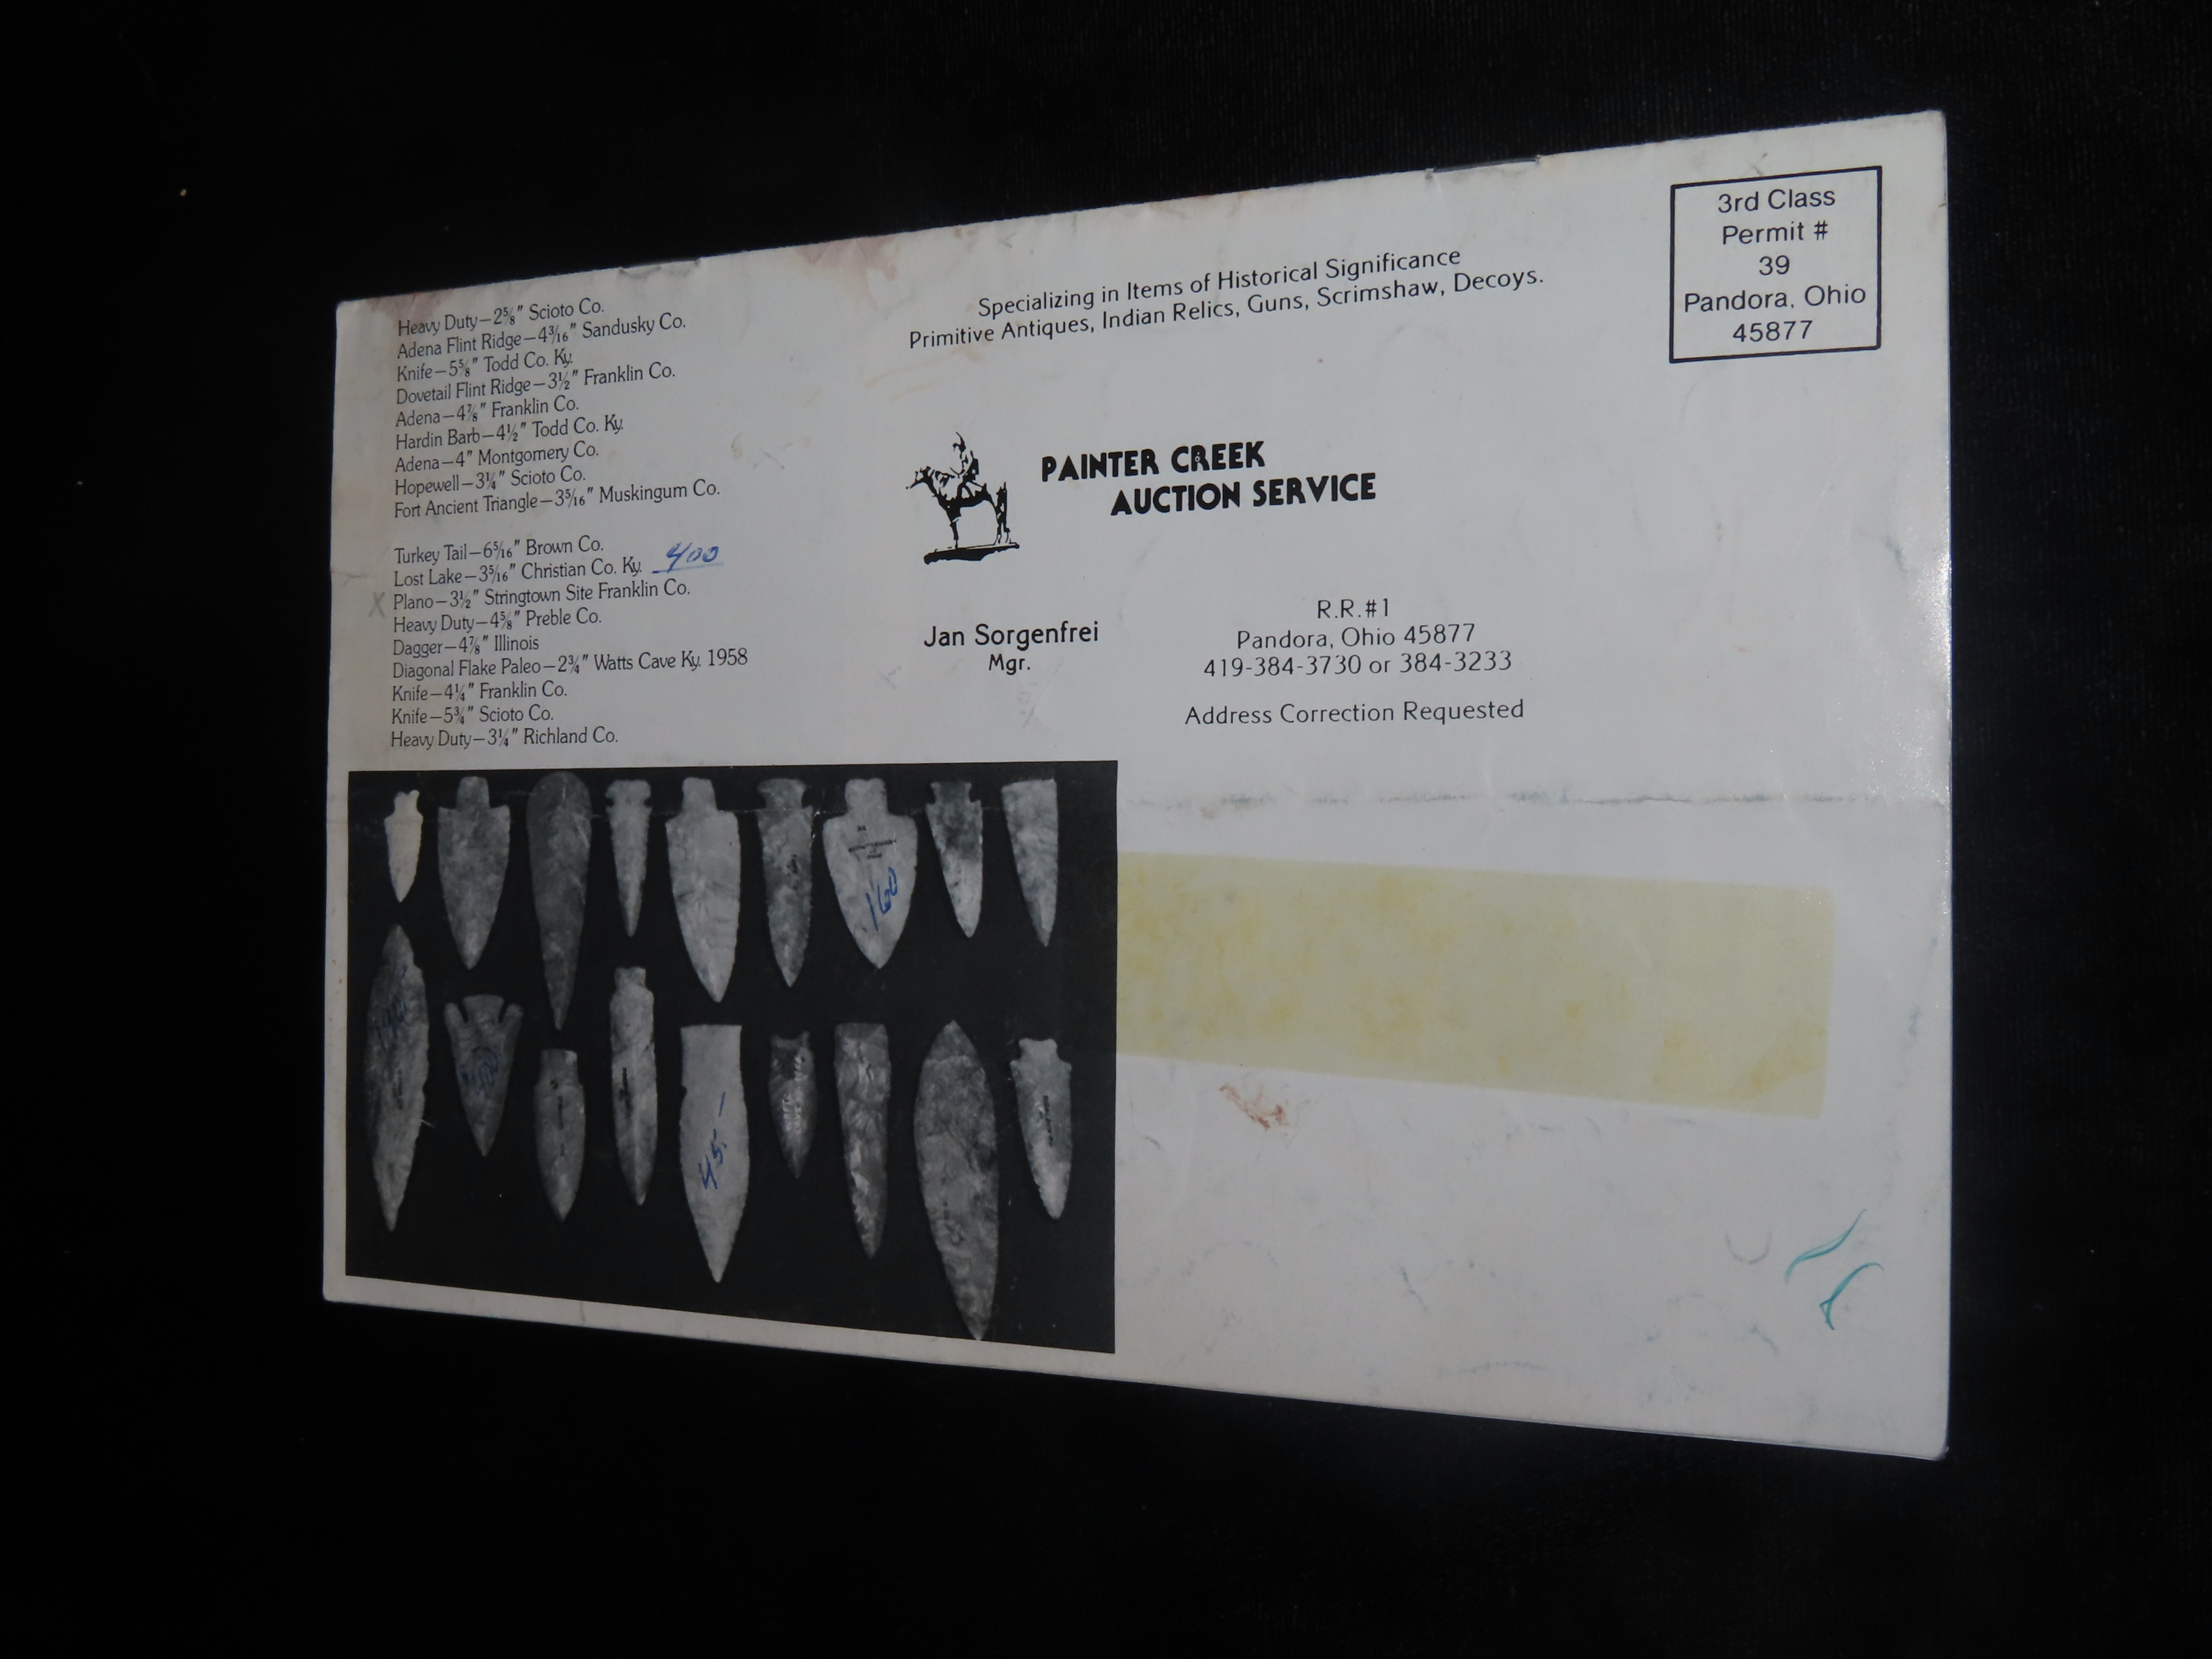 Heavy Duty—2⅝" Scioto Co.
Adena Flint Ridge—4³⁄₁₆" Sandusky Co.
Knife—5⅝" Todd Co. Ky.
Dovetail Flint Ridge—3½" Franklin Co.
Adena—4⅞" Franklin Co.
Hardin Barb—4½" Todd Co. Ky.
Adena—4" Montgomery Co.
Hopewell—3¼" Scioto Co.
Fort Ancient Triangle—3⁵⁄₁₆" Muskingum Co.
Turkey Tail—6⁵⁄₁₆" Brown Co.
Lost Lake—3⁵⁄₁₆" Christian Co. Ky. 400
X Plano—3½" Stringtown Site Franklin Co.
Heavy Duty—4⅝" Preble Co.
Dagger—4⅞" Illinois
Diagonal Flake Paleo—2¾" Watts Cave Ky. 1958
Knife—4¼" Franklin Co.
Knife—5¾" Scioto Co.
Heavy Duty—3¼" Richland Co.
Specializing in Items of Historical Significance
Primitive Antiques, Indian Relics, Guns, Scrimshaw, Decoys.
3rd Class
Permit #
39
Pandora, Ohio
45877
PAINTER CREEK
AUCTION SERVICE
Jan Sorgenfrei
Mgr.
R.R.#1
Pandora, Ohio 45877
419-384-3730 or 384-3233
Address Correction Requested
160
45.-